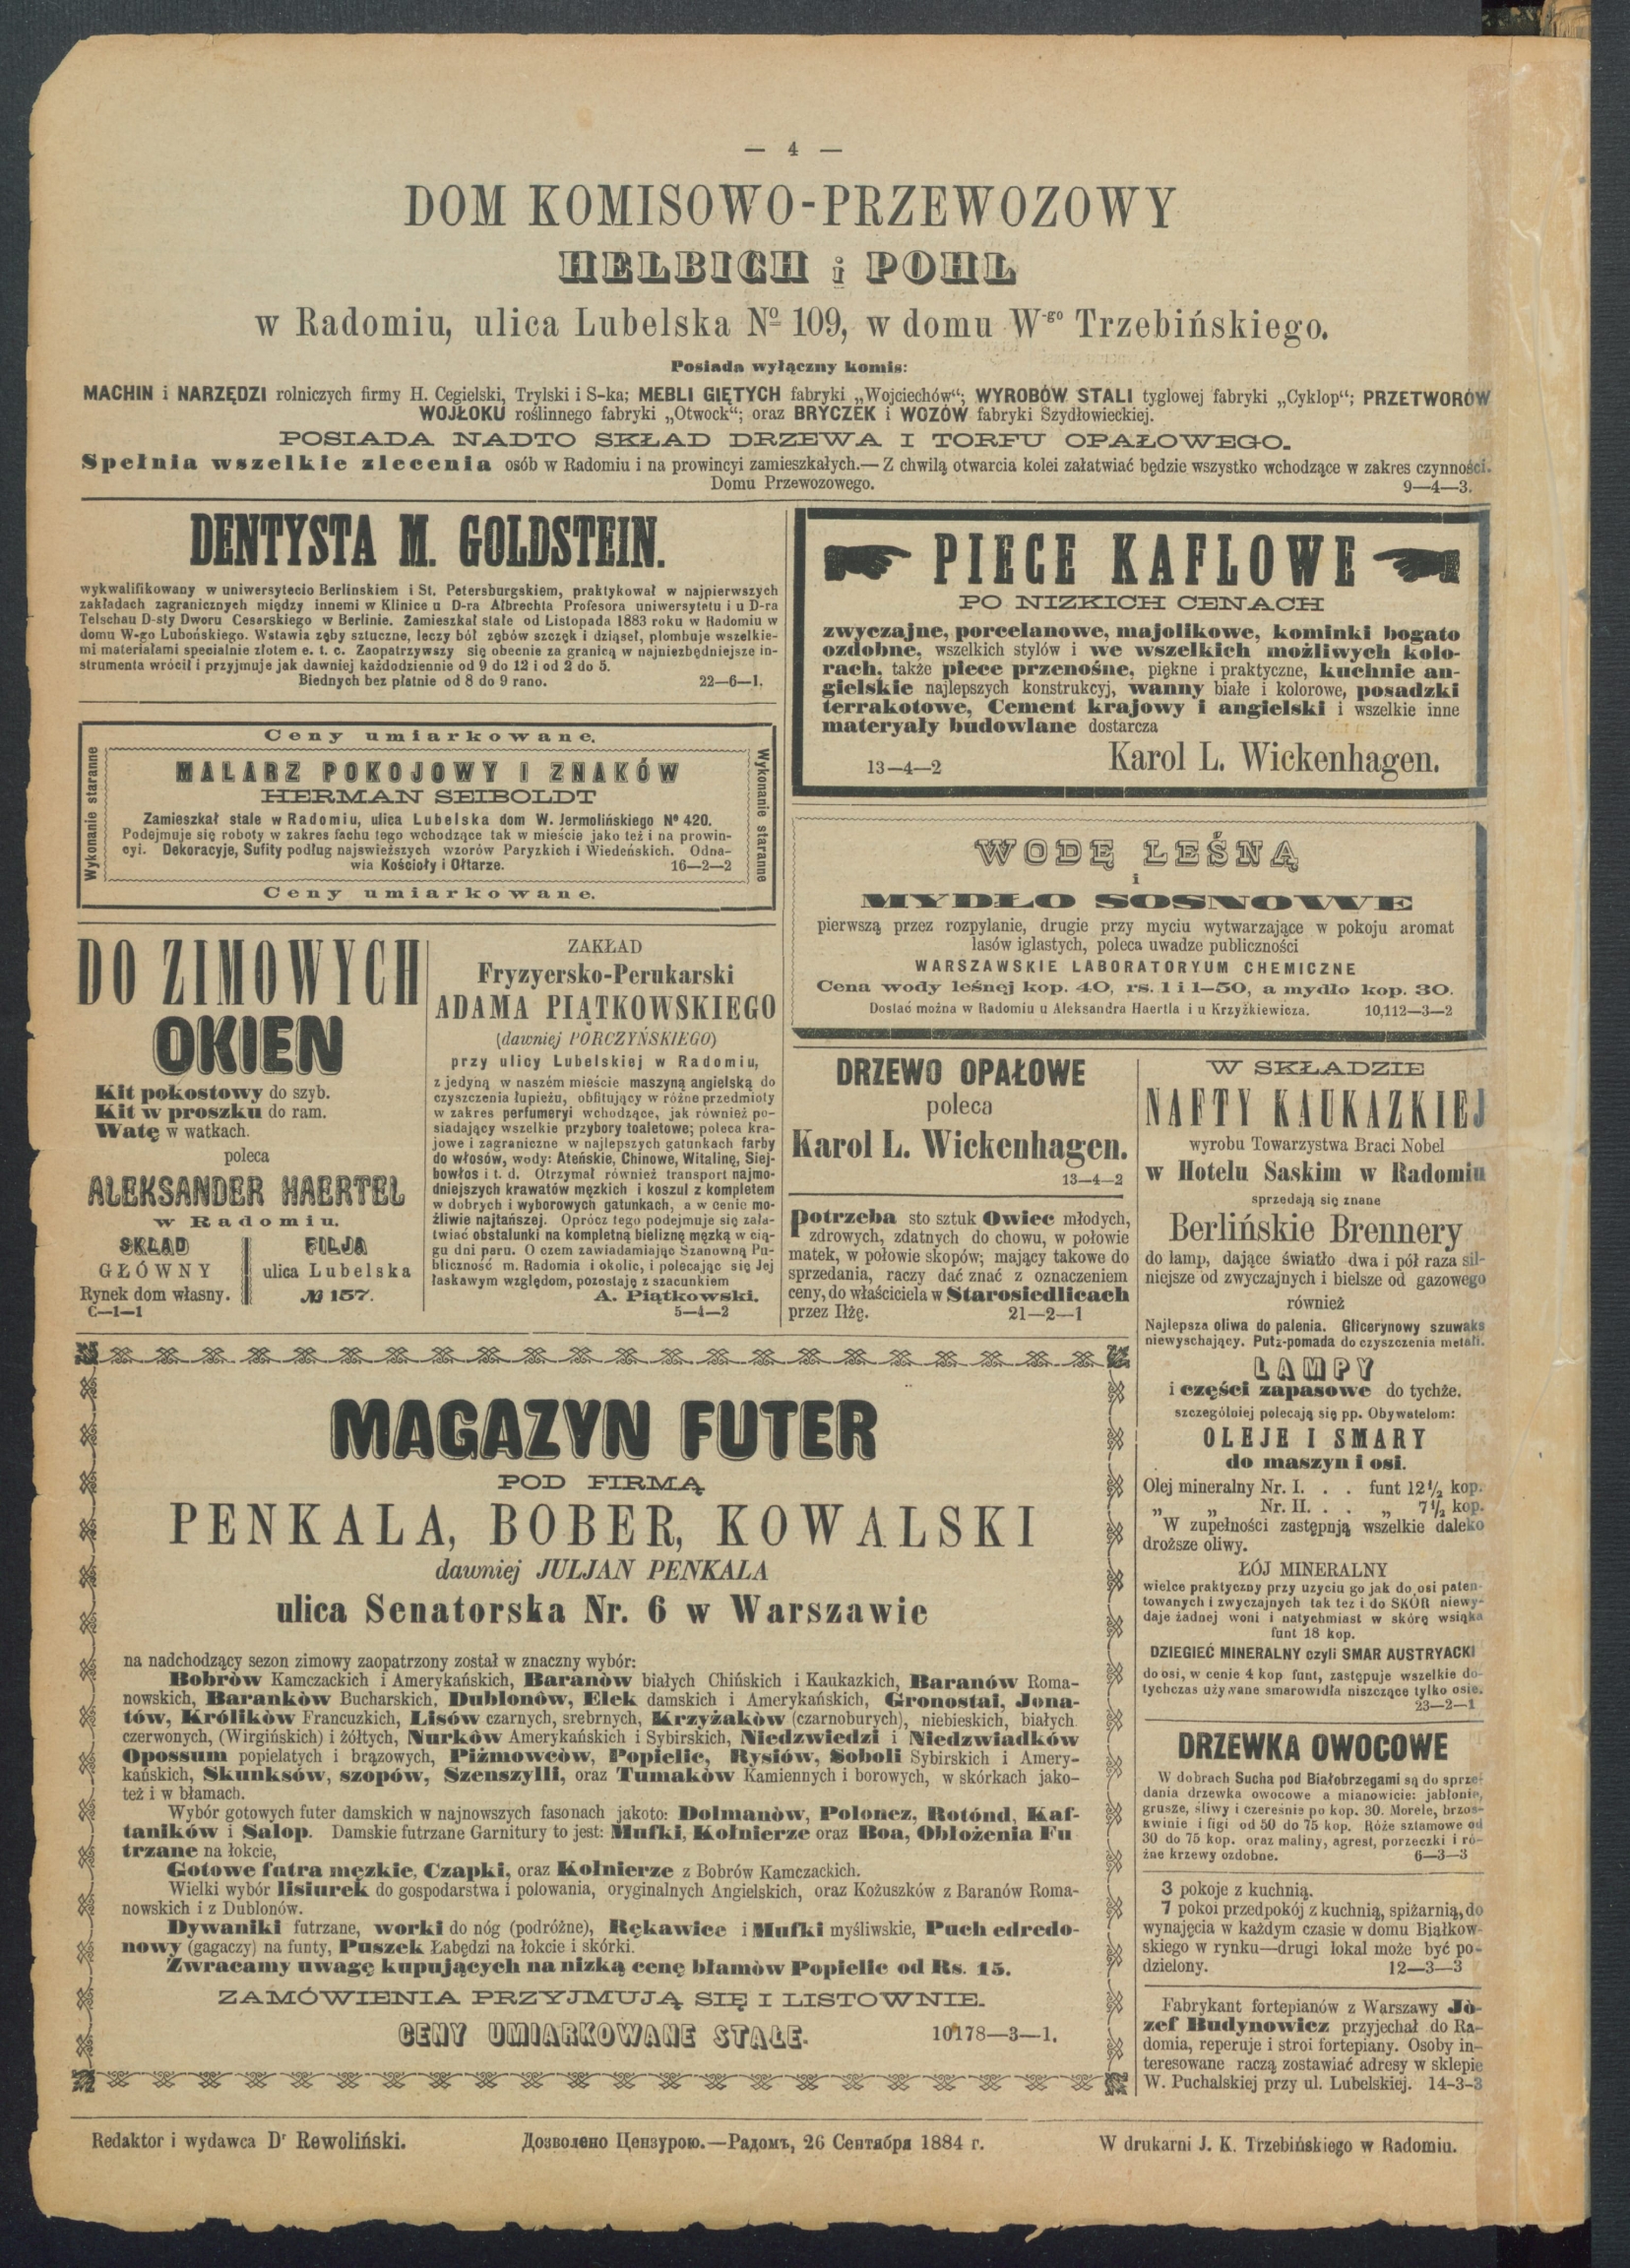 — 4 —
DOM KOMISOWO-PRZEWOZOWY
HELBICH i POHL
w Radomiu, ulica Lubelska № 109, w domu W-go Trzebińskiego.
Posiada wyłączny komis:
MACHIN i NARZĘDZI rolniczych firmy H. Cegielski, Trylski i S-ka; MEBLI GIĘTYCH fabryki „Wojciechów“; WYROBÓW STALI tyglowej fabryki „Cyklop“; PRZETWORÓW
WOJŁOKU roślinnego fabryki „Otwock“; oraz BRYCZEK i WOZÓW fabryki Szydłowieckiej.
POSIADA NADTO SKŁAD DRZEWA I TORFU OPAŁOWEGO.
Spełnia wszelkie zlecenia osób w Radomiu i na prowincyi zamieszkałych.— Z chwilą otwarcia kolei załatwiać będzie wszystko wchodzące w zakres czynności.
Domu Przewozowego. 9—4—3.
DENTYSTA M. GOLDSTEIN.
wykwalifikowany w uniwersytecio Berlinskiem i St. Petersburgskiem, praktykował w najpierwszych
zakładach zagranicznych między innemi w Klinice u D-ra Albrechta Profesora uniwersytetu i u D-ra
Telschau D-sty Dworu Cesarskiego w Berlinie. Zamieszkał stale od Listopada 1883 roku w Radomiu w
domu W-go Lubońskiego. Wstawia zęby sztuczne, leczy ból zębów szczęk i dziąseł, plombuje wszelkie-
mi materiałami specialnie złotem e. t. c. Zaopatrzywszy się obecnie za granicą w najniezbędniejsze in-
strumenta wrócił i przyjmuje jak dawniej każdodziennie od 9 do 12 i od 2 do 5.
Biednych bez płatnie od 8 do 9 rano. 22—6—1.
Ceny umiarkowane.
Wykonanie staranne
MALARZ POKOJOWY I ZNAKÓW
HERMAN SEIBOLDT
Zamieszkał stale w Radomiu, ulica Lubelska dom W. Jermolińskiego Nº 420.
Podejmuje się roboty w zakres fachu tego wchodzące tak w mieście jako też i na prowin-
cyi. Dekoracyje, Sufity podług najswieższych wzorów Paryzkich i Wiedeńskich. Odna-
wia Kościoły i Ołtarze. 16—2—2
Wykonanie staranne
Ceny umiarkowane.
DO ZIMOWYCH
OKIEN
Kit pokostowy do szyb.
Kit w proszku do ram.
Watę w watkach.
poleca
ALEKSANDER HAERTEL
w Radomiu.
SKŁAD
GŁÓWNY
Rynek dom własny.
C—1—1
FILJA
ulica Lubelska
№ 157.
ZAKŁAD
Fryzyersko-Perukarski
ADAMA PIĄTKOWSKIEGO
(dawniej PORCZYŃSKIEGO)
przy ulicy Lubelskiej w Radomiu,
z jedyną w naszém mieście maszyną angielską do
czyszczenia łupieżu, obfitujący w różne przedmioty
w zakres perfumeryi wchodzące, jak również po-
siadający wszelkie przybory toaletowe; poleca kra-
jowe i zagraniczne w najlepszych gatunkach farby
do włosów, wody: Ateńskie, Chinowe, Witalinę, Siej-
bowłos i t. d. Otrzymał również transport najmo-
dniejszych krawatów męzkich i koszul z kompletem
w dobrych i wyborowych gatunkach, a w cenie mo-
żliwie najtańszej. Oprócz tego podejmuje się zała-
twiać obstalunki na kompletną bieliznę męzką w cią-
gu dni paru. O czem zawiadamiając Szanowną Pu-
bliczność m. Radomia i okolic, i polecając się Jej
łaskawym względom, pozostaję z szacunkiem
A. Piątkowski.
5—4—2
PIECE KAFLOWE
PO NIZKICH CENACH
zwyczajne, porcelanowe, majolikowe, kominki bogato
ozdobne, wszelkich stylów i we wszelkich możliwych kolo-
rach, także piece przenośne, piękne i praktyczne, kuchnie an-
gielskie najlepszych konstrukcyj, wanny białe i kolorowe, posadzki
terrakotowe, Cement krajowy i angielski i wszelkie inne
materyały budowlane dostarcza
13—4—2 Karol L. Wickenhagen.
WODĘ LEŚNĄ
i
MYDŁO SOSNOWE
pierwszą przez rozpylanie, drugie przy myciu wytwarzające w pokoju aromat
lasów iglastych, poleca uwadze publiczności
WARSZAWSKIE LABORATORYUM CHEMICZNE
Cena wody leśnej kop. 40, rs. 1 i 1—50, a mydło kop. 30.
Dostać można w Radomiu u Aleksandra Haertla i u Krzyżkiewicza. 10,112—3—2
DRZEWO OPAŁOWE
poleca
Karol L. Wickenhagen.
13—4—2
Potrzeba sto sztuk Owiec młodych,
zdrowych, zdatnych do chowu, w połowie
matek, w połowie skopów; mający takowe do
sprzedania, raczy dać znać z oznaczeniem
ceny, do właściciela w Starosiedlicach
przez Iłżę. 21—2—1
W SKŁADZIE
NAFTY KAUKAZKIEJ
wyrobu Towarzystwa Braci Nobel
w Hotelu Saskim w Radomiu
sprzedają się znane
Berlińskie Brennery
do lamp, dające światło dwa i pół raza sil-
niejsze od zwyczajnych i bielsze od gazowego
również
Najlepsza oliwa do palenia. Glicerynowy szuwaks
niewyschający. Putz-pomada do czyszczenia metali.
LAMPY
i części zapasowe do tychże.
szczególniej polecają się pp. Obywatelom:
OLEJE I SMARY
do maszyn i osi.
Olej mineralny Nr. I. . . funt 12½ kop.
„ „ Nr. II. . . „ 7½ kop.
W zupełności zastępnją wszelkie daleko
droższe oliwy.
ŁÓJ MINERALNY
wielce praktyczny przy uzyciu go jak do osi paten-
towanych i zwyczajnych tak tez i do SKÓR niewy-
daje żadnej woni i natychmiast w skórę wsiąka
funt 18 kop.
DZIEGIEĆ MINERALNY czyli SMAR AUSTRYACKI
do osi, w cenie 4 kop funt, zastępuje wszelkie do-
tychczas używane smarowidła niszczące tylko osie.
23—2—1
DRZEWKA OWOCOWE
W dobrach Sucha pod Białobrzegami są do sprze-
dania drzewka owocowe a mianowicie: jabłonie,
grusze, śliwy i czereśnie po kop. 30. Morele, brzos-
kwinie i figi od 50 do 75 kop. Róże sztamowe od
30 do 75 kop. oraz maliny, agrest, porzeczki i ró-
żne krzewy ozdobne. 6—3—3
3 pokoje z kuchnią.
7 pokoi przedpokój z kuchnią, spiżarnią, do
wynajęcia w każdym czasie w domu Białkow-
skiego w rynku—drugi lokal może być po-
dzielony. 12—3—3
Fabrykant fortepianów z Warszawy Jò-
zef Budynowicz przyjechał do Ra-
domia, reperuje i stroi fortepiany. Osoby in-
teresowane raczą zostawiać adresy w sklepie
W. Puchalskiej przy ul. Lubelskiej. 14-3-3
MAGAZYN FUTER
POD FIRMĄ
PENKALA, BOBER, KOWALSKI
dawniej JULJAN PENKALA
ulica Senatorska Nr. 6 w Warszawie
na nadchodzący sezon zimowy zaopatrzony został w znaczny wybór:
Bobròw Kamczackich i Amerykańskich, Baranòw białych Chińskich i Kaukazkich, Baranów Roma-
nowskich, Barankòw Bucharskich, Dublonòw, Elek damskich i Amerykańskich, Gronostai, Jona-
tów, Królikòw Francuzkich, Lisów czarnych, srebrnych, Krzyżakòw (czarnoburych), niebieskich, białych
czerwonych, (Wirgińskich) i żółtych, Nurkòw Amerykańskich i Sybirskich, Niedzwiedzi i Niedzwiadków
Opossum popielatych i brązowych, Piżmowcòw, Popielic, Rysiów, Soboli Sybirskich i Amery-
kańskich, Skunksów, szopów, Szenszylli, oraz Tumakòw Kamiennych i borowych, w skórkach jako-
też i w błamach.
Wybór gotowych futer damskich w najnowszych fasonach jakoto: Dolmanòw, Polonez, Rotónd, Kaf-
taników i Salop. Damskie futrzane Garnitury to jest: Mufki, Kołnierze oraz Boa, Obłożenia Fu
trzane na łokcie,
Gotowe futra męzkie, Czapki, oraz Kołnierze z Bobrów Kamczackich.
Wielki wybór lisiurek do gospodarstwa i polowania, oryginalnych Angielskich, oraz Kożuszków z Baranów Roma-
nowskich i z Dublonów.
Dywaniki futrzane, worki do nóg (podróżne), Rękawice i Mufki myśliwskie, Puch edredo-
nowy (gagaczy) na funty, Puszek Łabędzi na łokcie i skórki.
Zwracamy uwagę kupujących na nizką cenę błamòw Popielic od Rs. 15.
ZAMÓWIENIA PRZYJMUJĄ SIĘ I LISTOWNIE.
CENY UMIARKOWANE STAŁE. 10178—3—1.
Redaktor i wydawca Dr Rewoliński. Дозволено Цензурою.—Радомъ, 26 Сентября 1884 г. W drukarni J. K. Trzebińskiego w Radomiu.